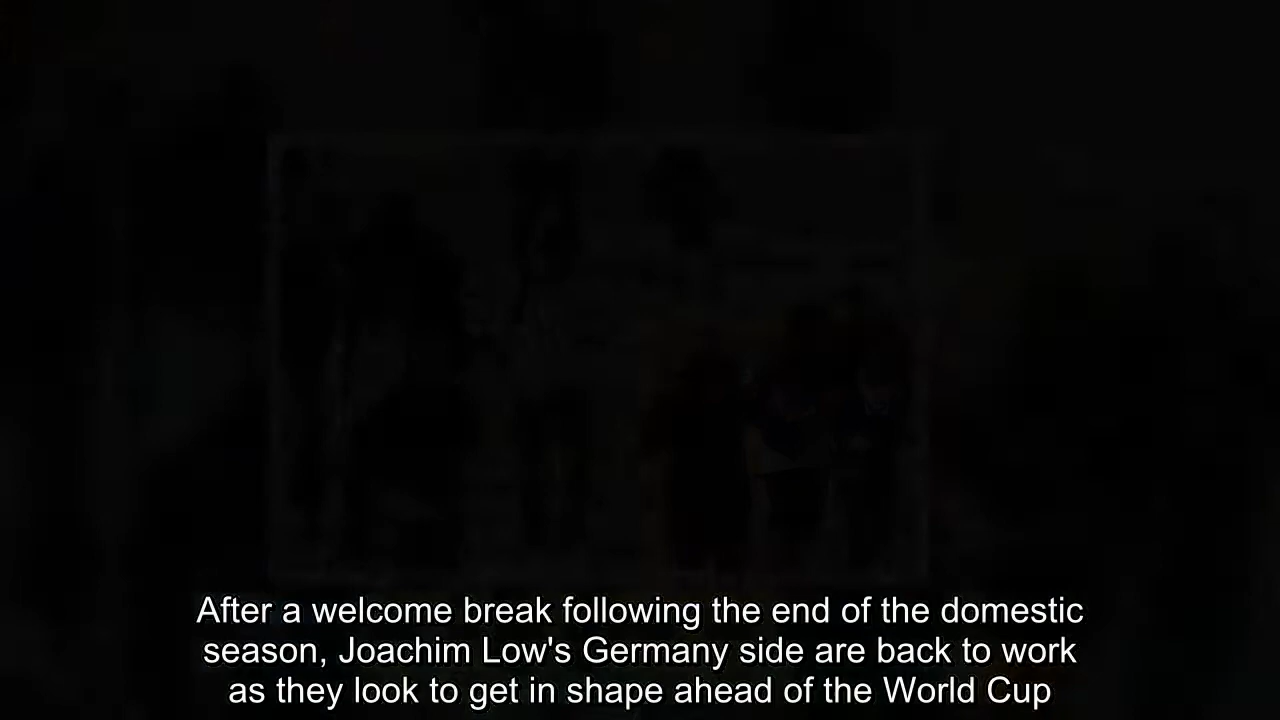 After a welcome break following the end of the domestic
season, Joachim Low's Germany side are back to work
as they look to get in shape ahead of the World Cup